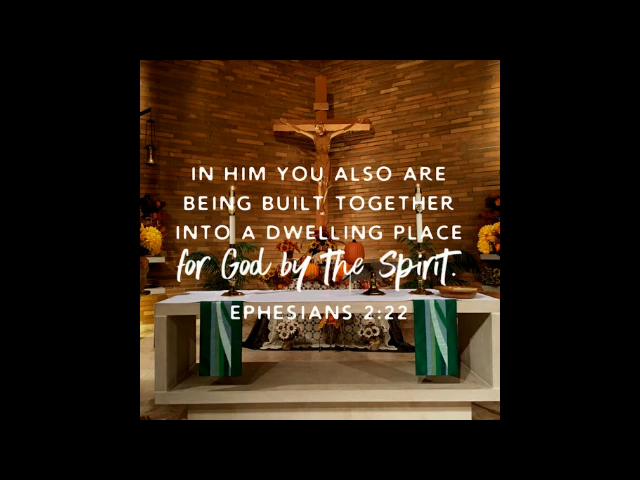 IN HIM YOU ALSO ARE
BEING BUILT TOGETHER
INTO A DWELLING PLACE
for God by the Spirit.
EPHESIANS 2:22